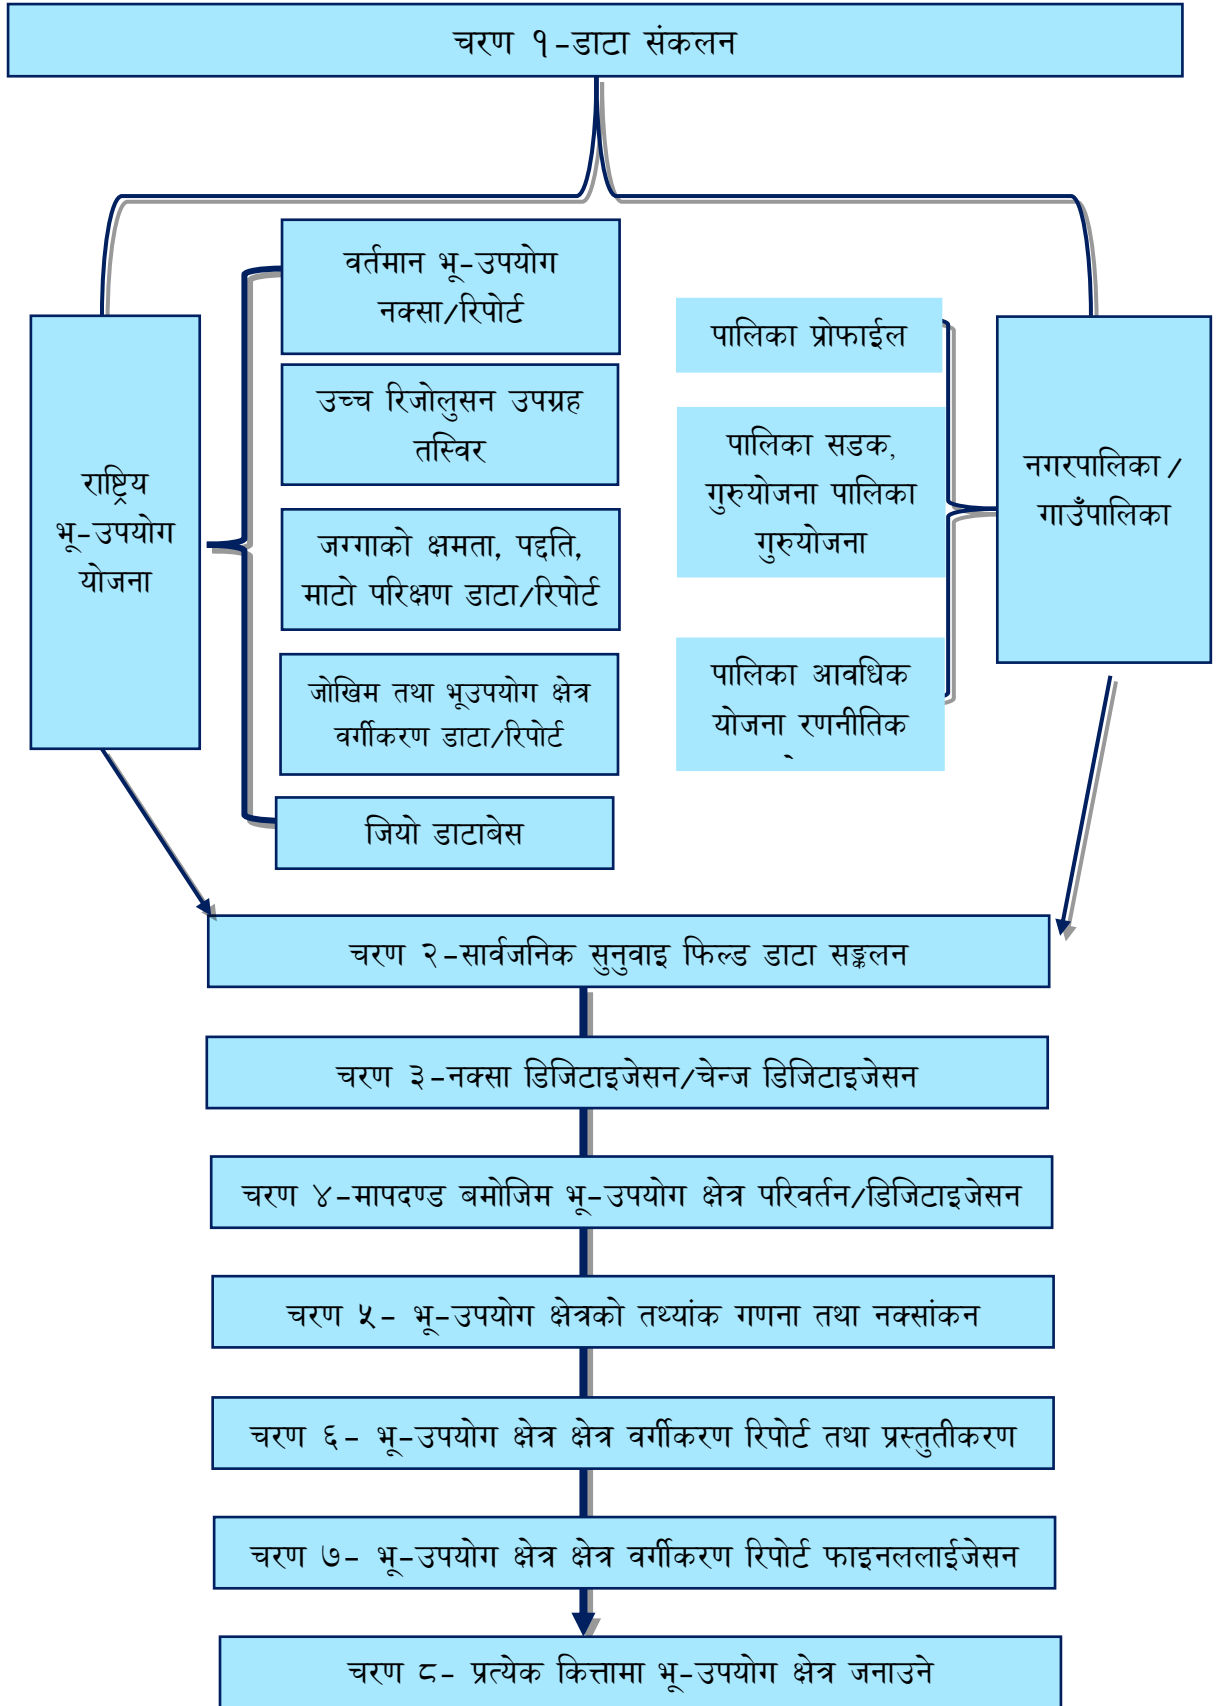 चरण १-डाटा संकलन
राष्ट्रिय
भू-उपयोग
योजना
वर्तमान भू-उपयोग
नक्सा/रिपोर्ट
उच्च रिजोलुसन उपग्रह
तस्विर
जग्गाको क्षमता, पद्दति,
माटो परिक्षण डाटा/रिपोर्ट
जोखिम तथा भूउपयोग क्षेत्र
वर्गीकरण डाटा/रिपोर्ट
जियो डाटाबेस
पालिका प्रोफाईल
पालिका सडक,
गुरुयोजना पालिका
गुरुयोजना
पालिका आवधिक
योजना रणनीतिक
नगरपालिका/
गाउँपालिका
चरण २-सार्वजनिक सुनुवाइ फिल्ड डाटा सङ्कलन
चरण ३-नक्सा डिजिटाइजेसन/चेन्ज डिजिटाइजेसन
चरण ४-मापदण्ड बमोजिम भू-उपयोग क्षेत्र परिवर्तन/डिजिटाइजेसन
चरण ५- भू-उपयोग क्षेत्रको तथ्यांक गणना तथा नक्सांकन
चरण ६- भू-उपयोग क्षेत्र क्षेत्र वर्गीकरण रिपोर्ट तथा प्रस्तुतीकरण
चरण ७- भू-उपयोग क्षेत्र क्षेत्र वर्गीकरण रिपोर्ट फाइनललाईजेसन
चरण ८- प्रत्येक कित्तामा भू-उपयोग क्षेत्र जनाउने